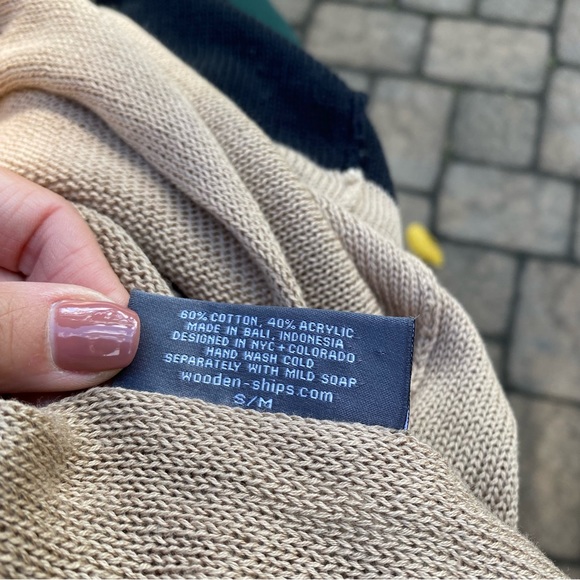 60% COTTON, 40% ACRYLIC
MADE IN BALI, INDONESIA
DESIGNED IN NYC + COLORADO
HAND WASH COLD
SEPARATELY WITH MILD SOAP
wooden-ships.com
S/M